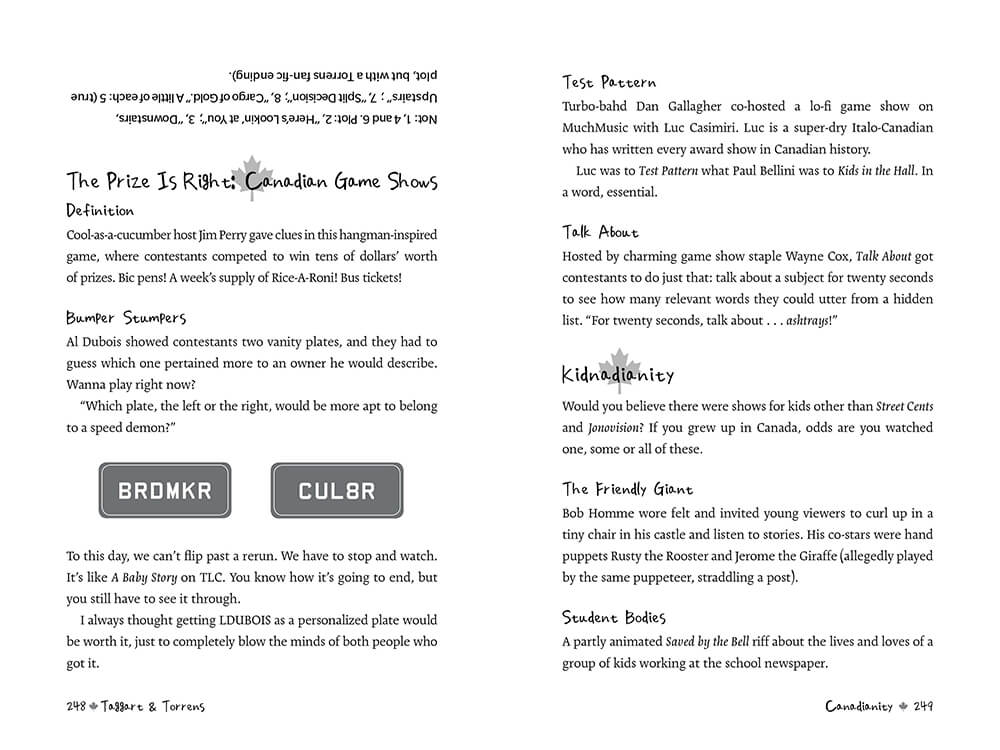 Not: 1, 4 and 6. Plot: 2, “Here’s Lookin’ at You”; 3, “Downstairs,
Upstairs” ; 7, “Split Decision”; 8, “Cargo of Gold.” A little of each: 5 (true
plot, but with a Torrens fan-fic ending).
The Prize Is Right: Canadian Game Shows
Definition
Cool-as-a-cucumber host Jim Perry gave clues in this hangman-inspired
game, where contestants competed to win tens of dollars’ worth
of prizes. Bic pens! A week’s supply of Rice-A-Roni! Bus tickets!
Bumper Stumpers
Al Dubois showed contestants two vanity plates, and they had to
guess which one pertained more to an owner he would describe.
Wanna play right now?
“Which plate, the left or the right, would be more apt to belong
to a speed demon?”
BRDMKR
CUL8R
To this day, we can’t flip past a rerun. We have to stop and watch.
It’s like A Baby Story on TLC. You know how it’s going to end, but
you still have to see it through.
I always thought getting LDUBOIS as a personalized plate would
be worth it, just to completely blow the minds of both people who
got it.
248 Taggart & Torrens
Test Pattern
Turbo-bahd Dan Gallagher co-hosted a lo-fi game show on
MuchMusic with Luc Casimiri. Luc is a super-dry Italo-Canadian
who has written every award show in Canadian history.
Luc was to Test Pattern what Paul Bellini was to Kids in the Hall. In
a word, essential.
Talk About
Hosted by charming game show staple Wayne Cox, Talk About got
contestants to do just that: talk about a subject for twenty seconds
to see how many relevant words they could utter from a hidden
list. “For twenty seconds, talk about . . . ashtrays!”
Kidnadianity
Would you believe there were shows for kids other than Street Cents
and Jonovision? If you grew up in Canada, odds are you watched
one, some or all of these.
The Friendly Giant
Bob Homme wore felt and invited young viewers to curl up in a
tiny chair in his castle and listen to stories. His co-stars were hand
puppets Rusty the Rooster and Jerome the Giraffe (allegedly played
by the same puppeteer, straddling a post).
Student Bodies
A partly animated Saved by the Bell riff about the lives and loves of a
group of kids working at the school newspaper.
Canadianity 249